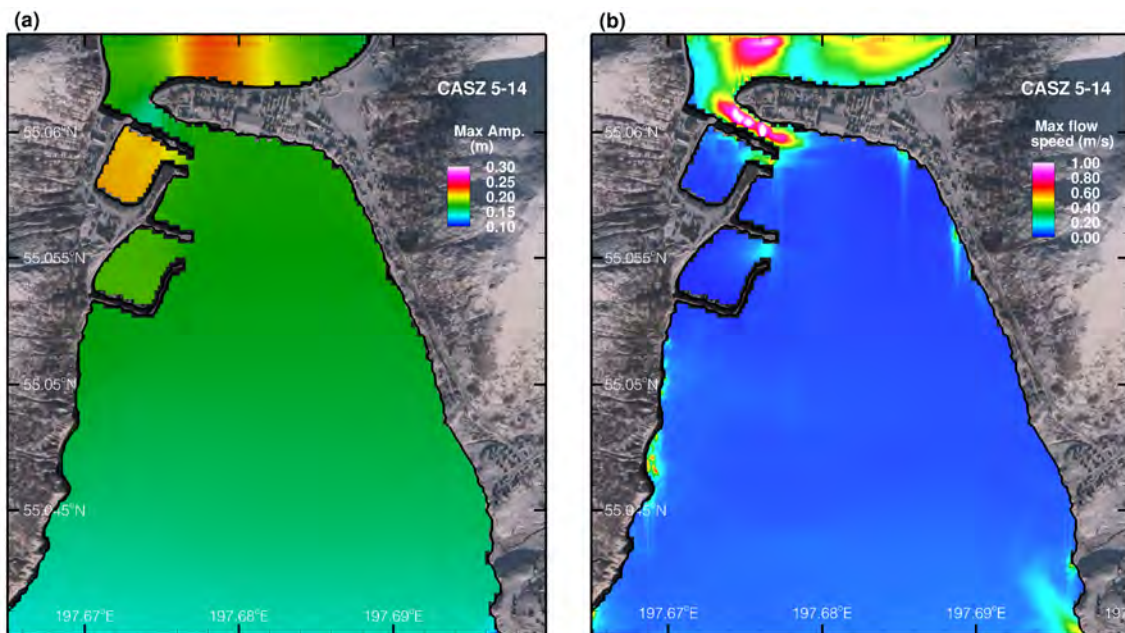 (a)
CASZ 5-14
Max Amp.
(m)
0.30
0.25
0.20
0.15
0.10
55.06°N
55.055°N
55.05°N
55.045°N
197.67°E
197.68°E
197.69°E
(b)
CASZ 5-14
Max flow
speed (m/s)
1.00
0.80
0.60
0.40
0.20
0.00
55.06°N
55.055°N
55.05°N
55.045°N
197.67°E
197.68°E
197.69°E